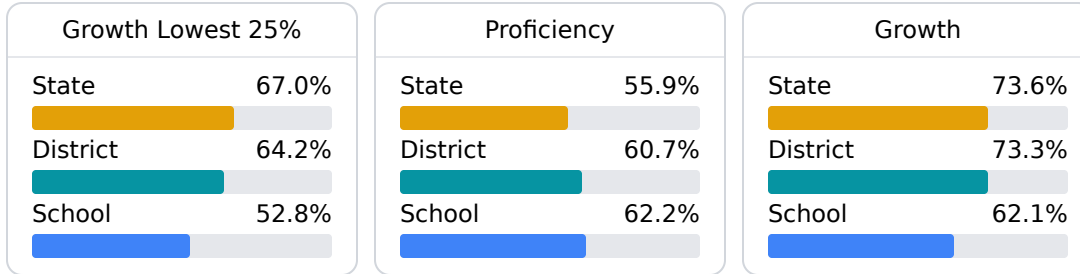 Growth Lowest 25%
State 67.0%
District 64.2%
School 52.8%
Proficiency
State 55.9%
District 60.7%
School 62.2%
Growth
State 73.6%
District 73.3%
School 62.1%